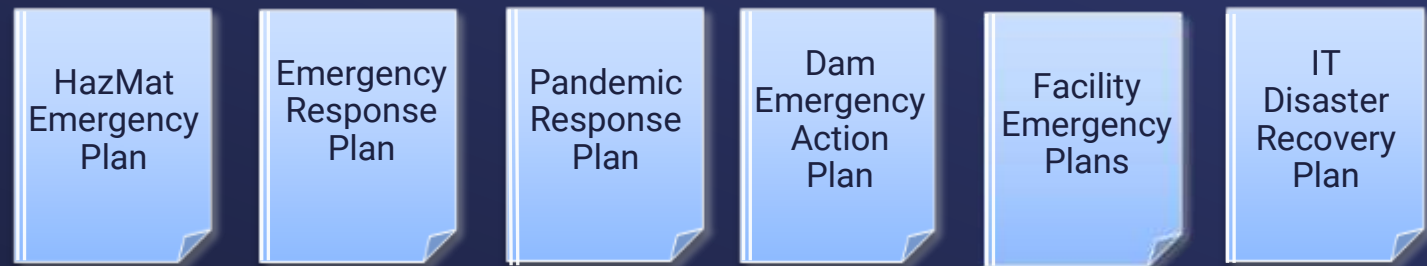 HazMat
Emergency
Plan
Emergency
Response
Plan
Pandemic
Response
Plan
Dam
Emergency
Action
Plan
Facility
Emergency
Plans
IT
Disaster
Recovery
Plan